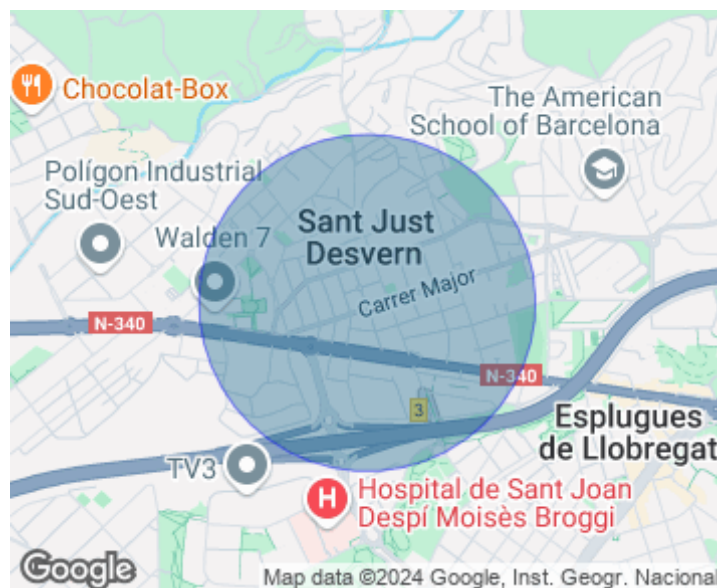 Chocolat-Box
The American
School of Barcelona
Polígon Industrial
Sud-Oest
Sant Just
Desvern
Walden 7
Carrer Major
N-340
N-340
3
Esplugues
de Llobregat
TV3
H
Hospital de Sant Joan
Despí Moisès Broggi
Google
Map data ©2024 Google, Inst. Geogr. Nacional